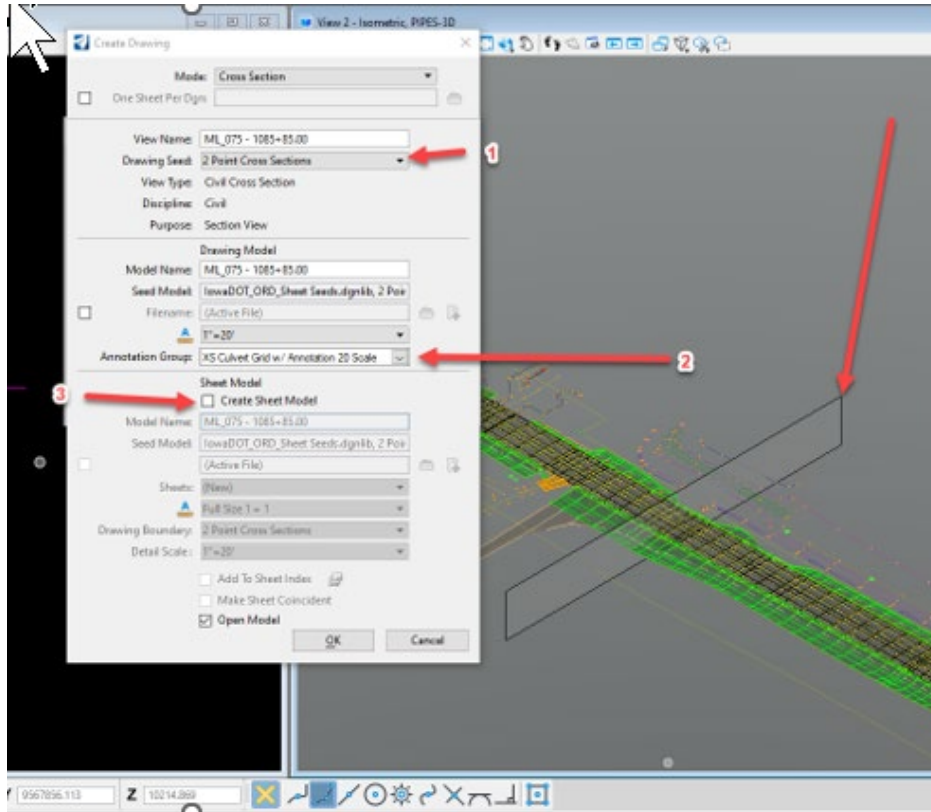 View 2 - Isometric, PIPES-3D
Create Drawing
Mode: Cross Section
One Sheet Per Dgn:
View Name: ML_075 - 1085+85.00
Drawing Seed: 2 Point Cross Sections
1
View Type: Civil Cross Section
Discipline: Civil
Purpose: Section View
Drawing Model
Model Name: ML_075 - 1085+85.00
Seed Model: IowaDOT_ORD_Sheet Seeds.dgnlib, 2 Poir
Filename: (Active File)
1"=20'
Annotation Group: XS Culvert Grid w/ Annotation 20 Scale
2
Sheet Model
3
Create Sheet Model
Model Name: ML_075 - 1085+85.00
Seed Model: IowaDOT_ORD_Sheet Seeds.dgnlib, 2 Poir
(Active File)
Sheets: (New)
Full Size 1 = 1
Drawing Boundary: 2 Point Cross Sections
Detail Scale : 1"=20'
Add To Sheet Index
Make Sheet Coincident
Open Model
OK Cancel
9567856.113 Z 10214.869